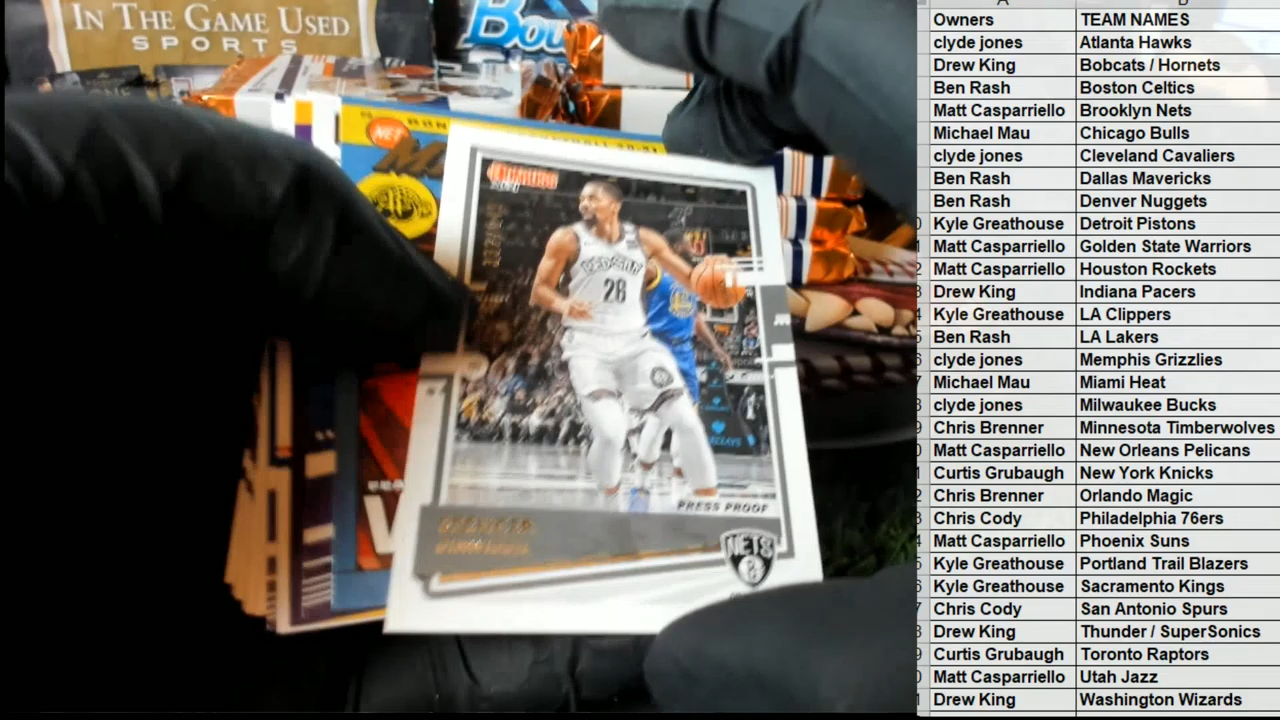 IN THE GAME USED
SPORTS
NET
26
PRESS PROOF
NETS
Owners TEAM NAMES
clyde jones Atlanta Hawks
Drew King Bobcats / Hornets
Ben Rash Boston Celtics
Matt Casparriello Brooklyn Nets
Michael Mau Chicago Bulls
clyde jones Cleveland Cavaliers
Ben Rash Dallas Mavericks
Ben Rash Denver Nuggets
Kyle Greathouse Detroit Pistons
Matt Casparriello Golden State Warriors
Matt Casparriello Houston Rockets
Drew King Indiana Pacers
Kyle Greathouse LA Clippers
Ben Rash LA Lakers
clyde jones Memphis Grizzlies
Michael Mau Miami Heat
clyde jones Milwaukee Bucks
Chris Brenner Minnesota Timberwolves
Matt Casparriello New Orleans Pelicans
Curtis Grubaugh New York Knicks
Chris Brenner Orlando Magic
Chris Cody Philadelphia 76ers
Matt Casparriello Phoenix Suns
Kyle Greathouse Portland Trail Blazers
Kyle Greathouse Sacramento Kings
Chris Cody San Antonio Spurs
Drew King Thunder / SuperSonics
Curtis Grubaugh Toronto Raptors
Matt Casparriello Utah Jazz
Drew King Washington Wizards